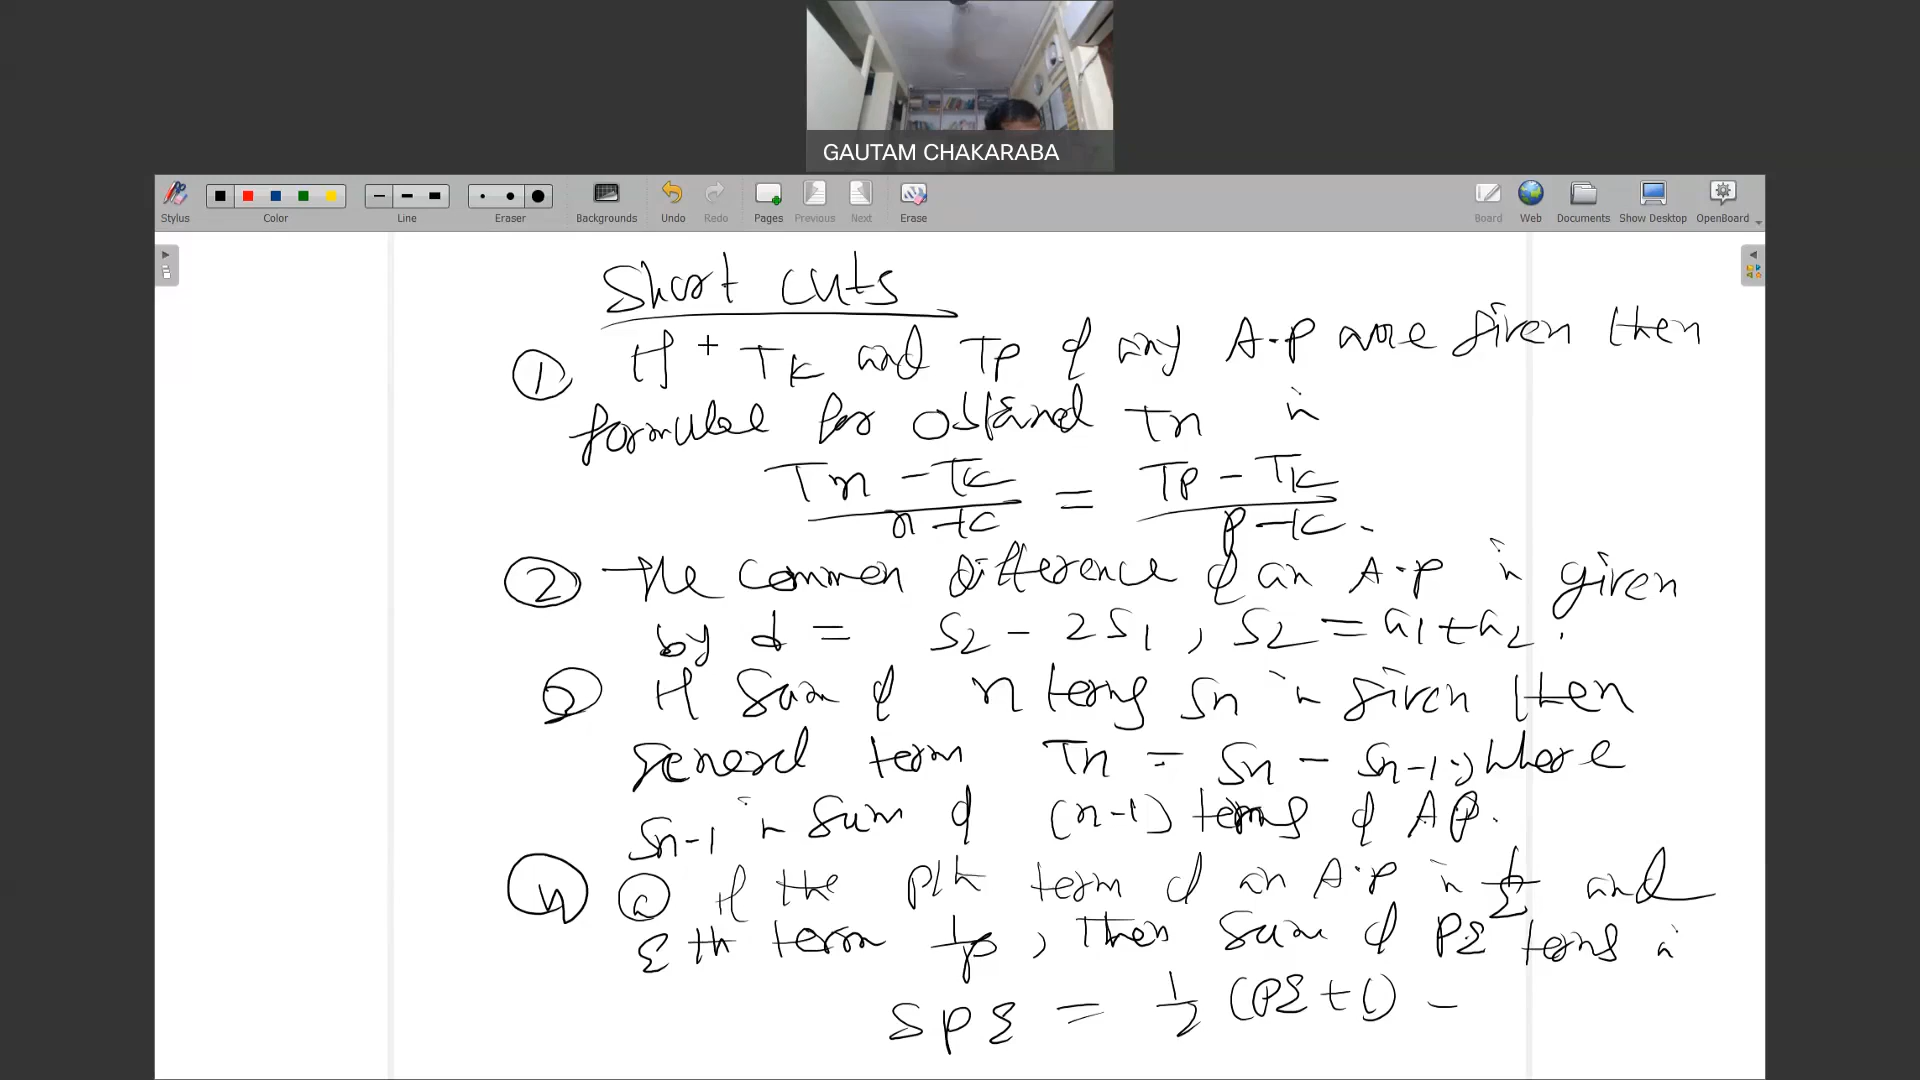 GAUTAM CHAKARABA
Stylus Color Line Eraser Backgrounds Undo Redo Pages Previous Next Erase Board Web Documents Show Desktop OpenBoard
Short cuts
① If + TK and TP of any A.P are given then
formulae for obtained Tn is
Tn - TK / n - K = TP - TK / P - K.
② The common difference of an A.P is given
by d = S2 - 2S1, S2 = a1 + a2.
③ If sum of n terms Sn is given then
general term Tn = Sn - Sn-1, where
Sn-1 is sum of (n-1) terms of AP.
④ ⓐ If the pth term of an A.P is 1/q and
qth term 1/p, then sum of pq terms is
Spq = 1/2 (pq + 1) -